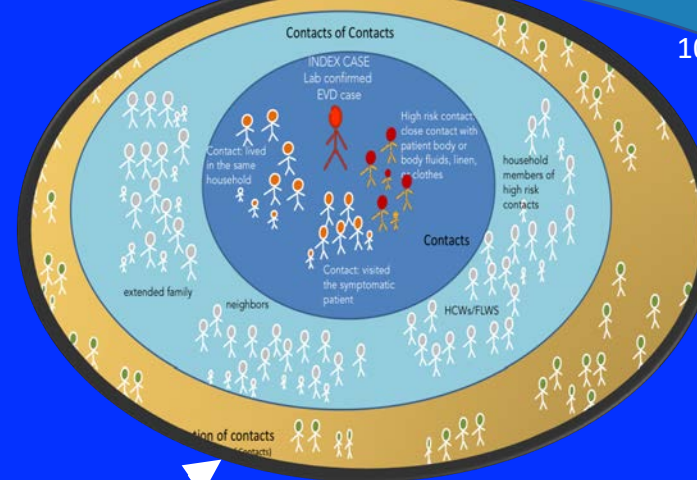 Contacts of Contacts
INDEX CASE
Lab confirmed
EVD case
High risk contact:
close contact with
patient body or
body fluids, linen,
or clothes
Contact: lived
in the same
household
household
members of
high risk
contacts
Contacts
Contact: visited
the symptomatic
patient
extended family
neighbors
HCWs/FLWS
of contacts
Contacts)